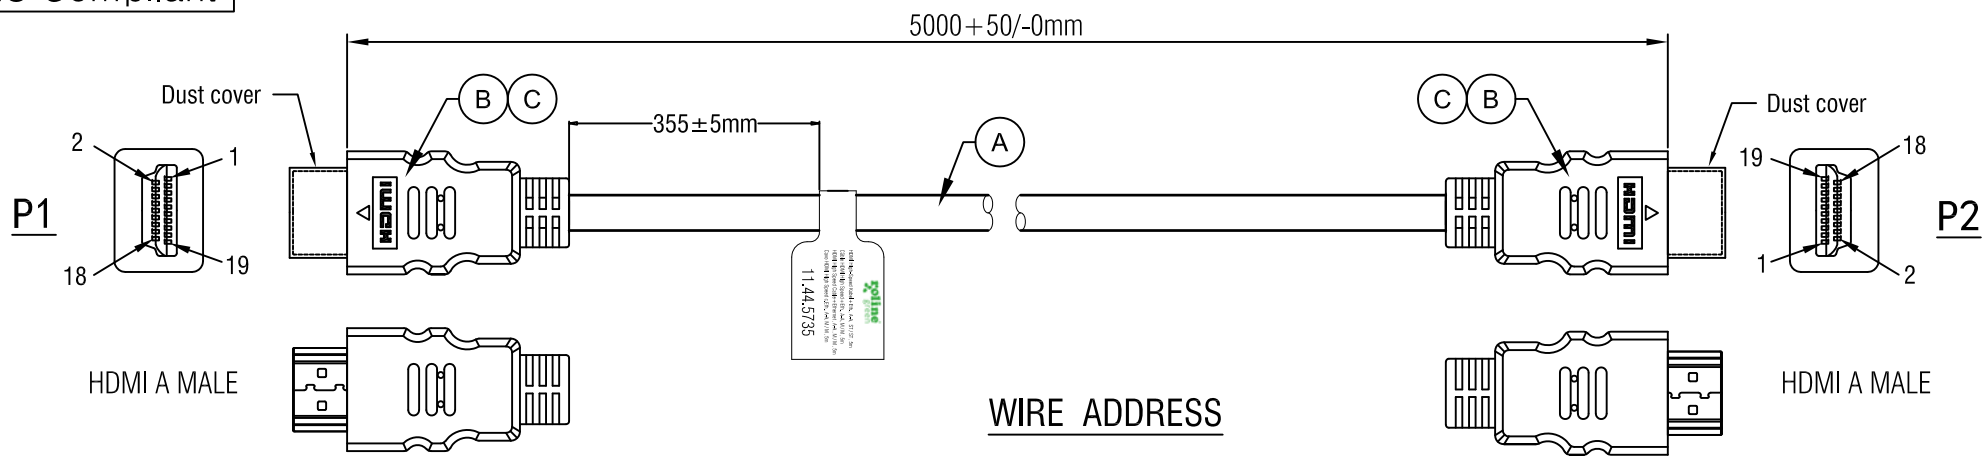 Compliant
5000+50/-0mm
Dust cover
B C
355±5mm
A
C B
Dust cover
2
1
18
19
P1
HDMI
19
18
1
2
P2
HDMI
roline
green
11.44.5735
HDMI A MALE
WIRE ADDRESS
HDMI A MALE